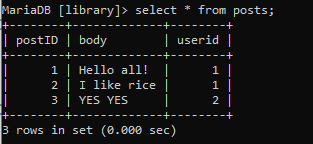 MariaDB [library]> select * from posts;
+--------+-------------+--------+
| postID | body        | userid |
+--------+-------------+--------+
|      1 | Hello all!  |      1 |
|      2 | I like rice |      1 |
|      3 | YES YES     |      2 |
+--------+-------------+--------+
3 rows in set (0.000 sec)